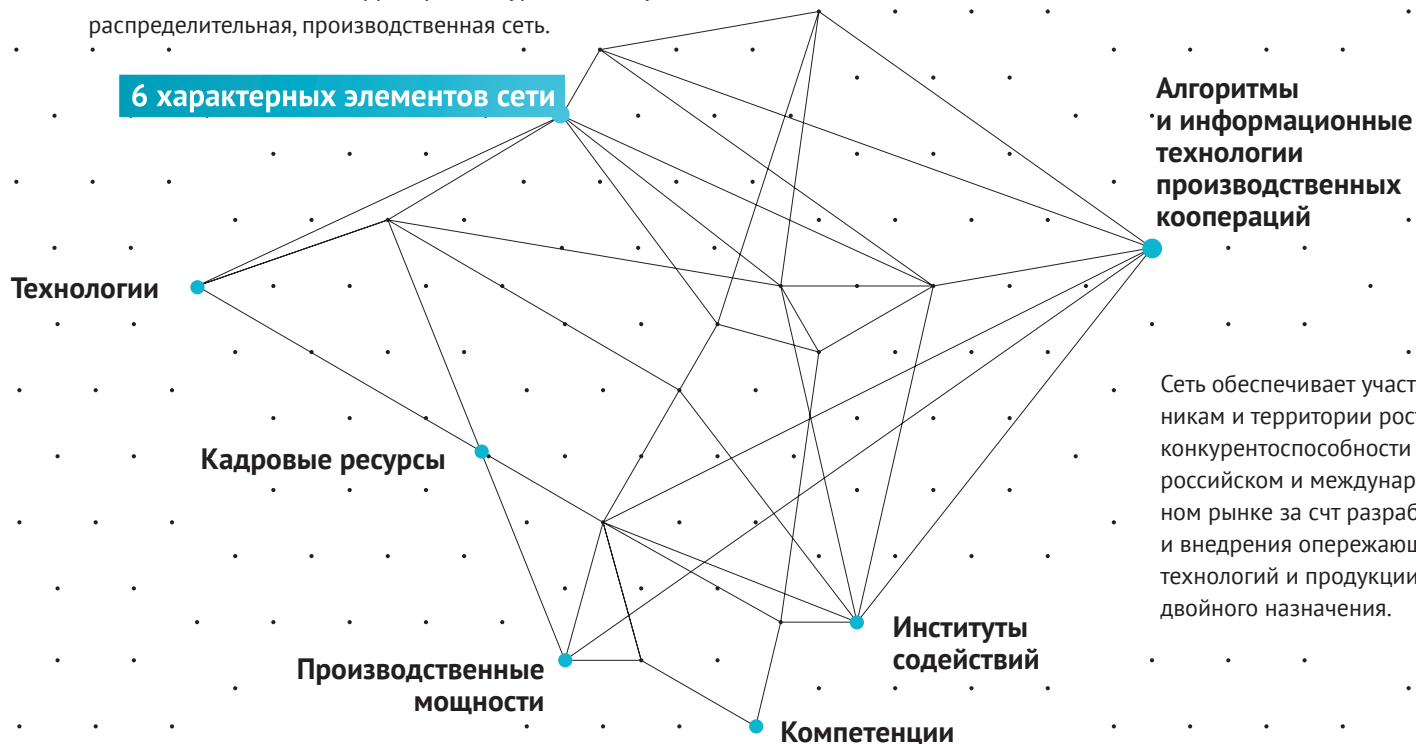 распределительная, производственная сеть.
6 характерных элементов сети
Алгоритмы
и информационные
технологии
производственных
коопераций
Технологии
Сеть обеспечивает участ
никам и территории рост
конкурентоспособности
российском и междунар
ном рынке за счт разраб
и внедрения опережающ
технологий и продукции
двойного назначения.
Кадровые ресурсы
Институты
содействий
Производственные
мощности
Компетенции